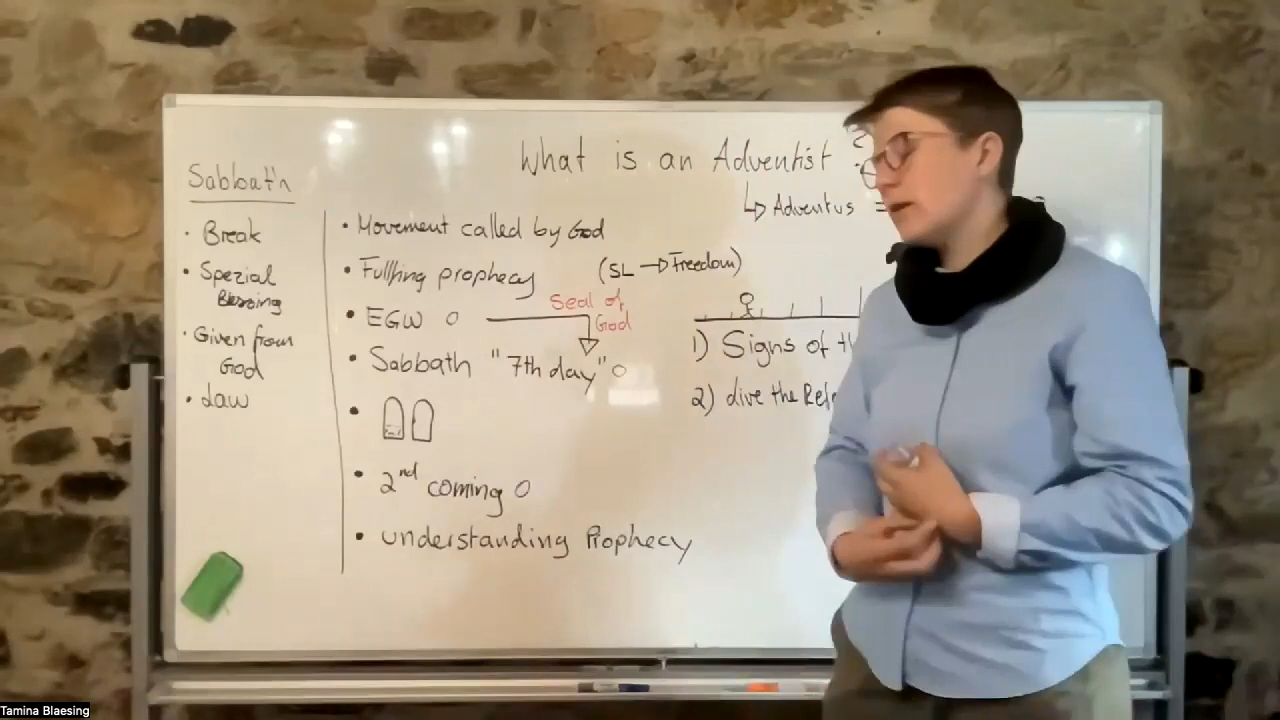 What is an Adventist ?
↳ Adventus =
Sabbath
• Break
• Spezial
Blessing
• Given from
God
• Law
• Movement called by God
• Fullfing prophecy
(SL → Freedom)
• EGW o
Seal of
God
• Sabbath "7th day" o
• 2nd coming o
• understanding Prophecy
1) Signs of
2) Live the
Tamina Blaesing